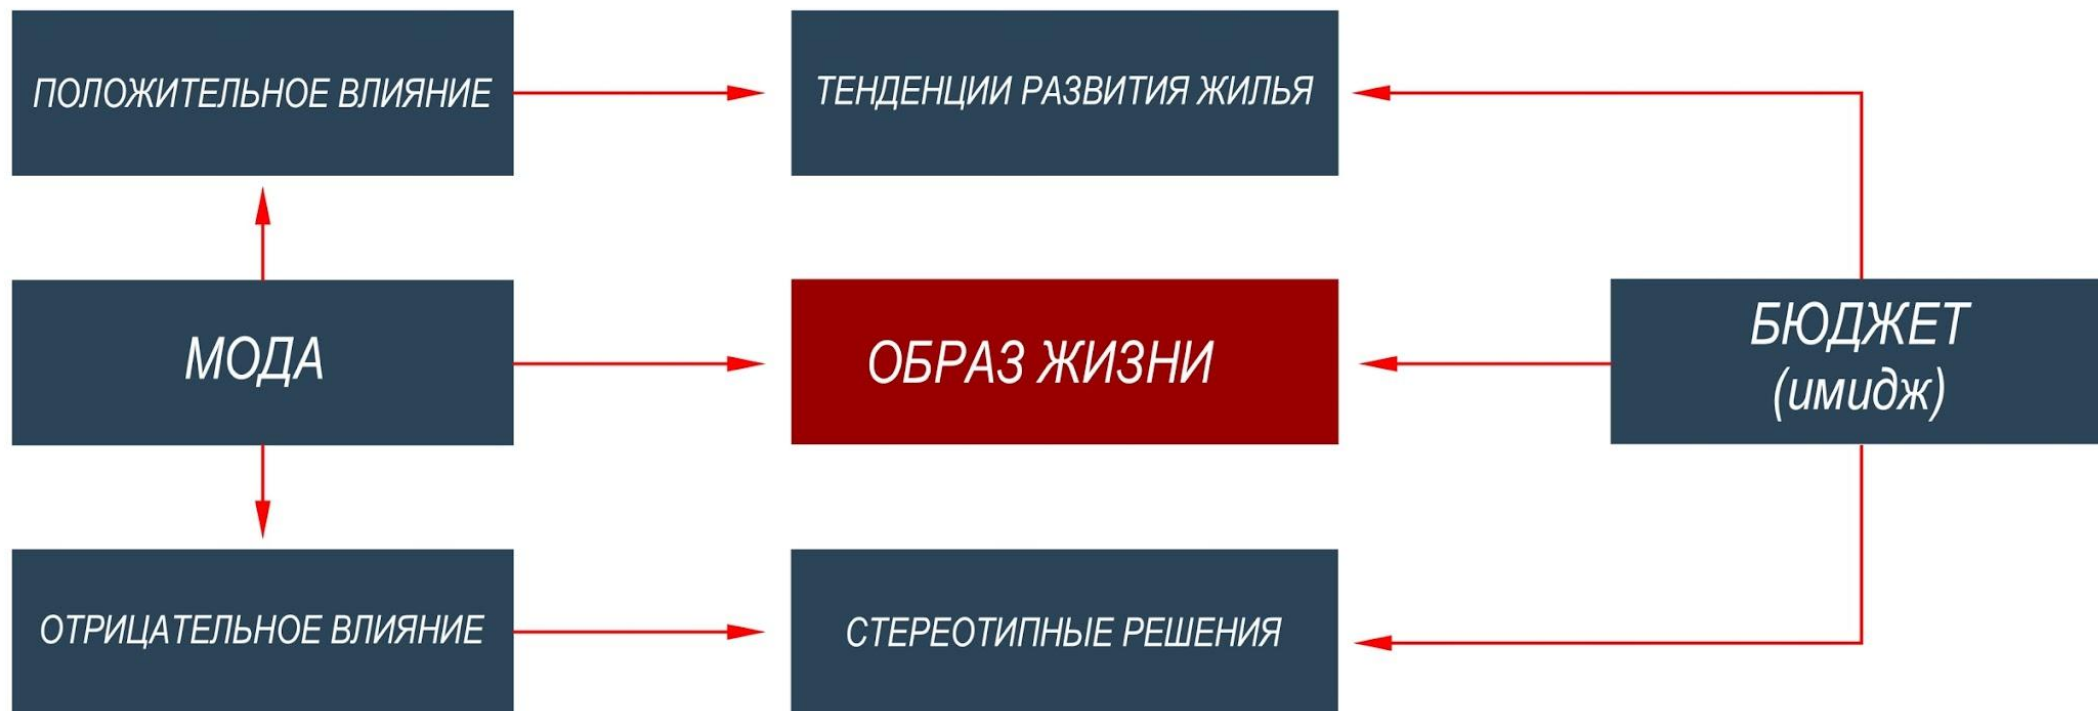 ПОЛОЖИТЕЛЬНОЕ ВЛИЯНИЕ
ТЕНДЕНЦИИ РАЗВИТИЯ ЖИЛЬЯ
МОДА
ОБРАЗ ЖИЗНИ
БЮДЖЕТ
(имидж)
ОТРИЦАТЕЛЬНОЕ ВЛИЯНИЕ
СТЕРЕОТИПНЫЕ РЕШЕНИЯ